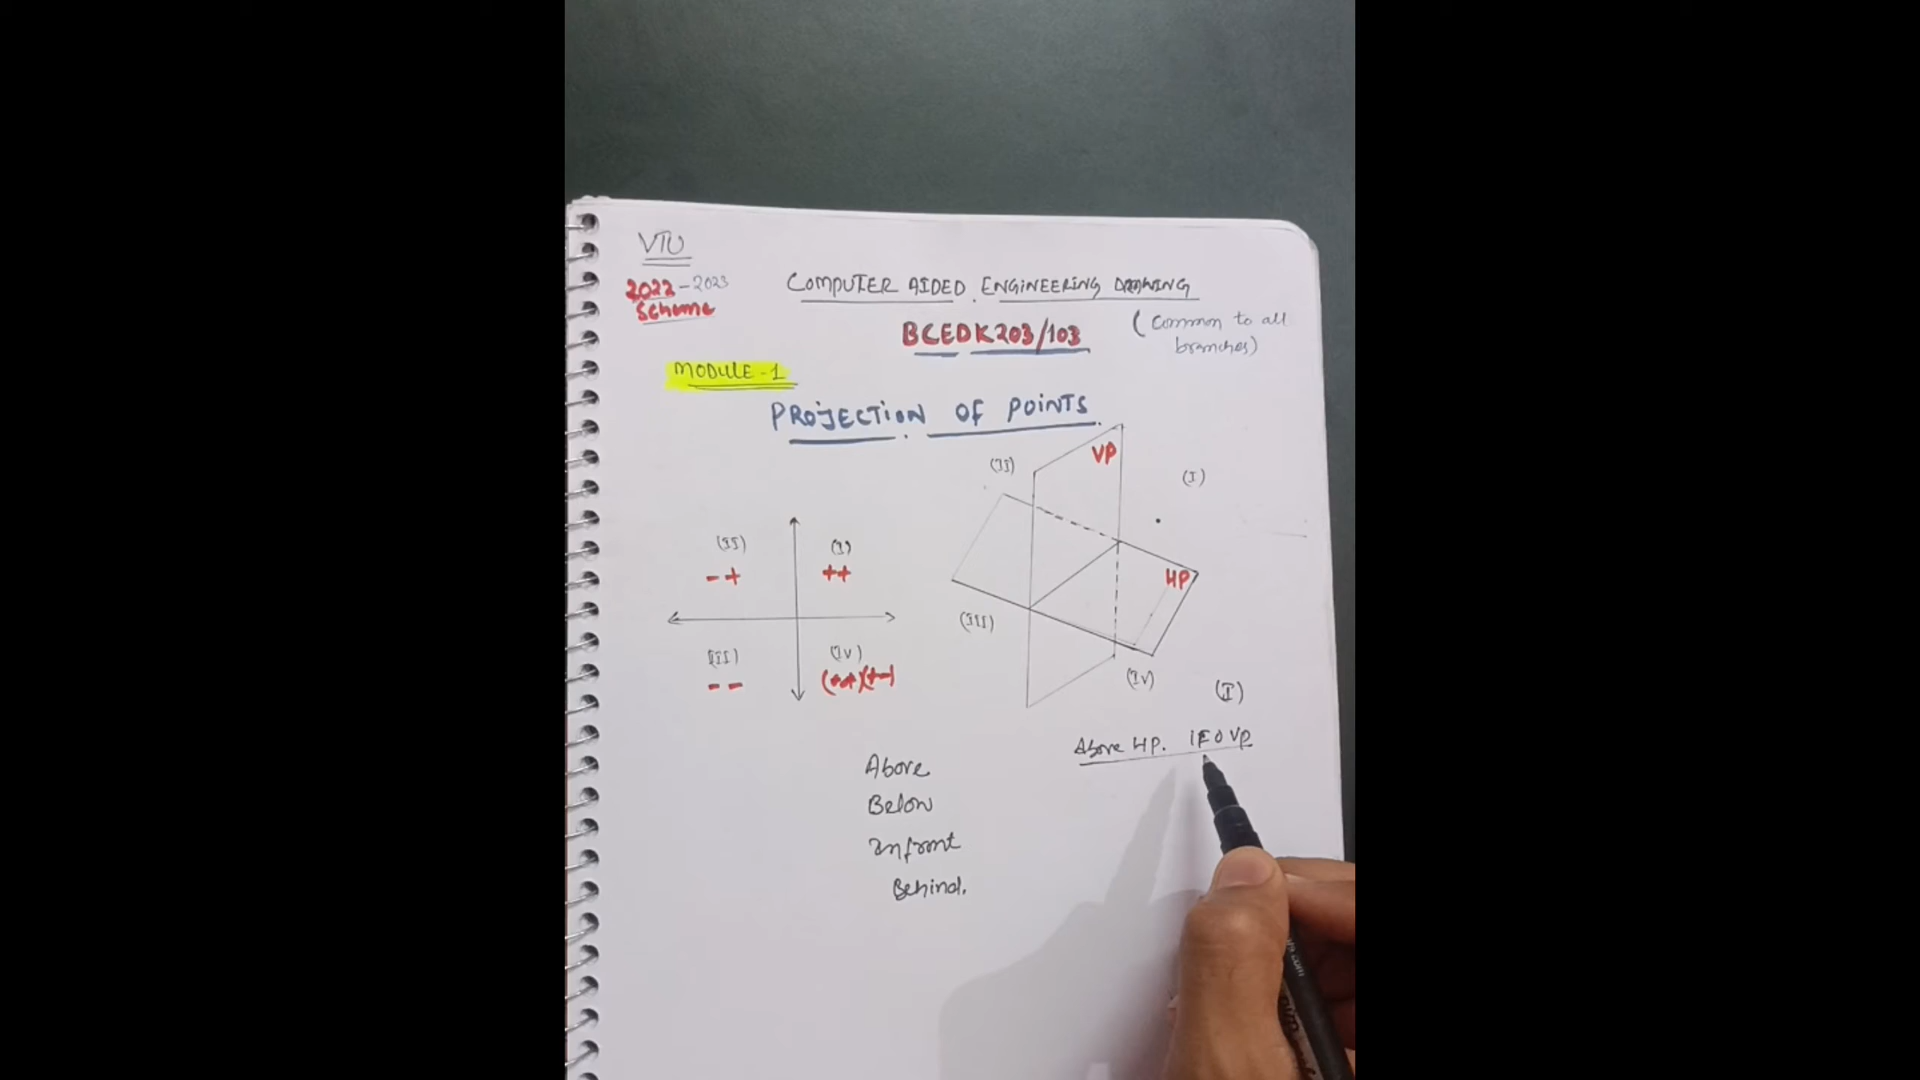 VTU
2022-2023
Scheme
COMPUTER AIDED ENGINEERING DRAWING
BCEDK203/103
(Common to all
branches)
MODULE-1
PROJECTION OF POINTS
(II)
VP
(I)
(II)
(I)
- +
++
HP
(III)
(III)
(IV)
- -
(IV)
(I)
Above HP. IFO VP
Above
Below
Infront
Behind.